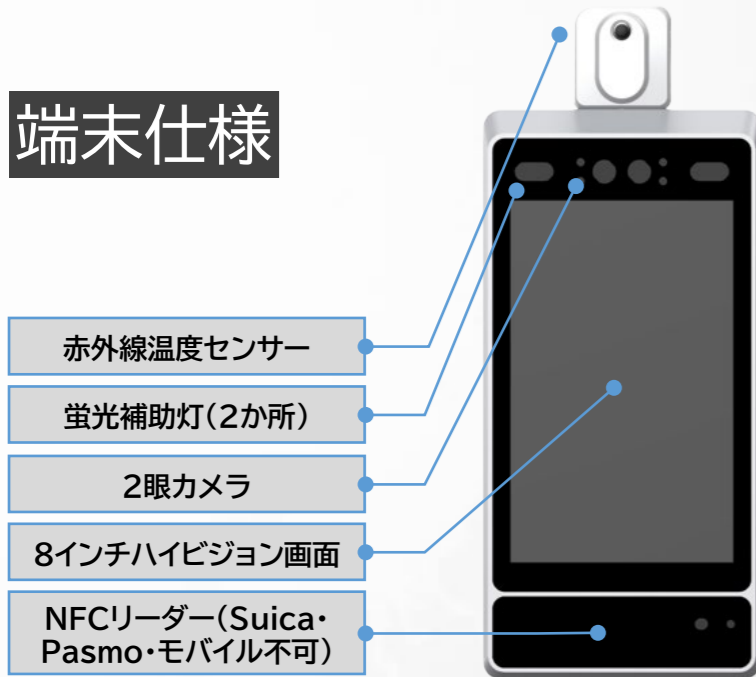 端末仕様
赤外線温度センサー
蛍光補助灯(2か所)
2眼カメラ
8インチハイビジョン画面
NFCリーダー(Suica・
Pasmo・モバイル不可)